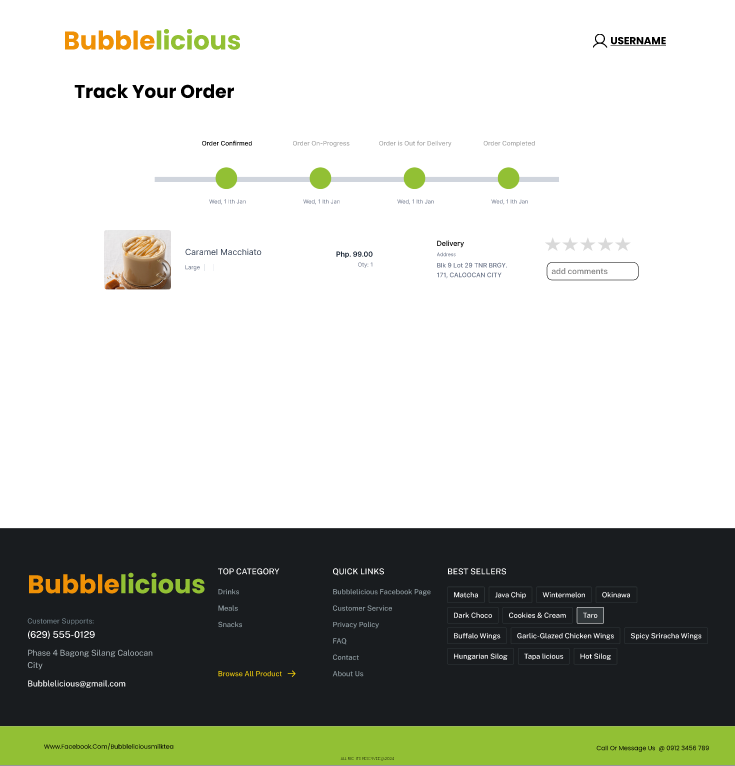 Bubblelicious
USERNAME
Track Your Order
Order Confirmed
Order On-Progress
Order is Out for Delivery
Order Completed
Wed, 11th Jan
Wed, 11th Jan
Wed, 11th Jan
Wed, 11th Jan
Caramel Macchiato
Large
Php. 99.00
Qty: 1
Delivery
Address
Blk 9 Lot 29 TNR BRGY.
171, CALOOCAN CITY
add comments
Bubblelicious
Customer Supports:
(629) 555-0129
Phase 4 Bagong Silang Caloocan
City
Bubblelicious@gmail.com
TOP CATEGORY
Drinks
Meals
Snacks
Browse All Product
QUICK LINKS
Bubblelicious Facebook Page
Customer Service
Privacy Policy
FAQ
Contact
About Us
BEST SELLERS
Matcha
Java Chip
Wintermelon
Okinawa
Dark Choco
Cookies & Cream
Taro
Buffalo Wings
Garlic-Glazed Chicken Wings
Spicy Sriracha Wings
Hungarian Silog
Tapa licious
Hot Silog
Www.Facebook.Com/Bubbleliciousmilktea
Call Or Message Us @ 0912 3456 789